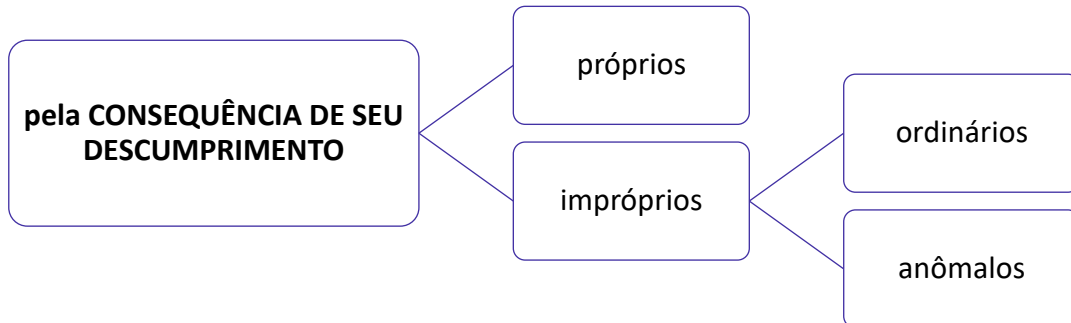 pela CONSEQUÊNCIA DE SEU
DESCUMPRIMENTO
próprios
impróprios
ordinários
anômalos